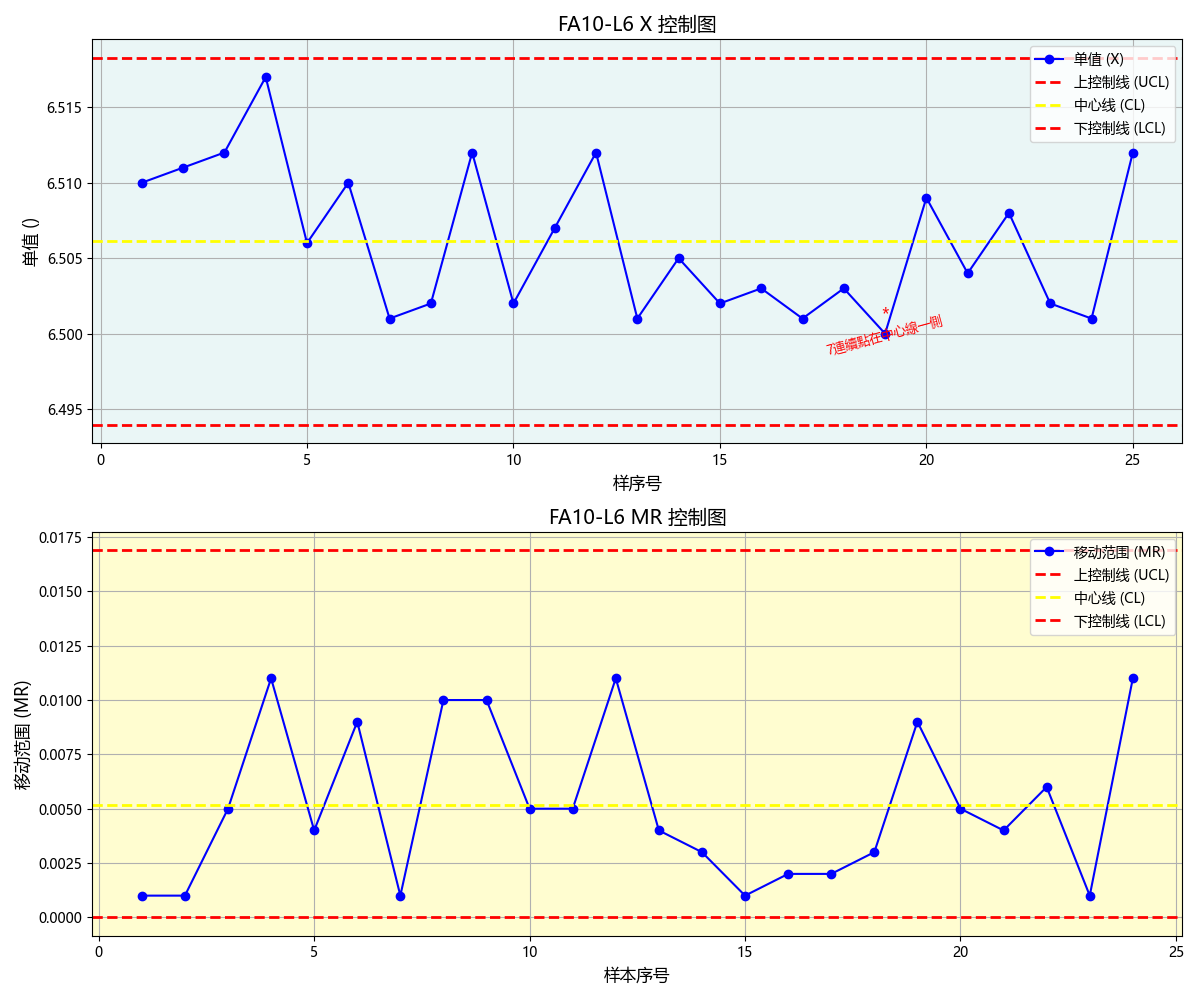 FA10-L6 X 控制图
单值 (X)
上控制线 (UCL)
中心线 (CL)
下控制线 (LCL)
6.515
6.510
6.505
6.500
6.495
单值 ()
*
7連續點在中心線一側
0 5 10 15 20 25
样序号
FA10-L6 MR 控制图
移动范围 (MR)
上控制线 (UCL)
中心线 (CL)
下控制线 (LCL)
0.0175
0.0150
0.0125
0.0100
0.0075
0.0050
0.0025
0.0000
移动范围 (MR)
0 5 10 15 20 25
样本序号